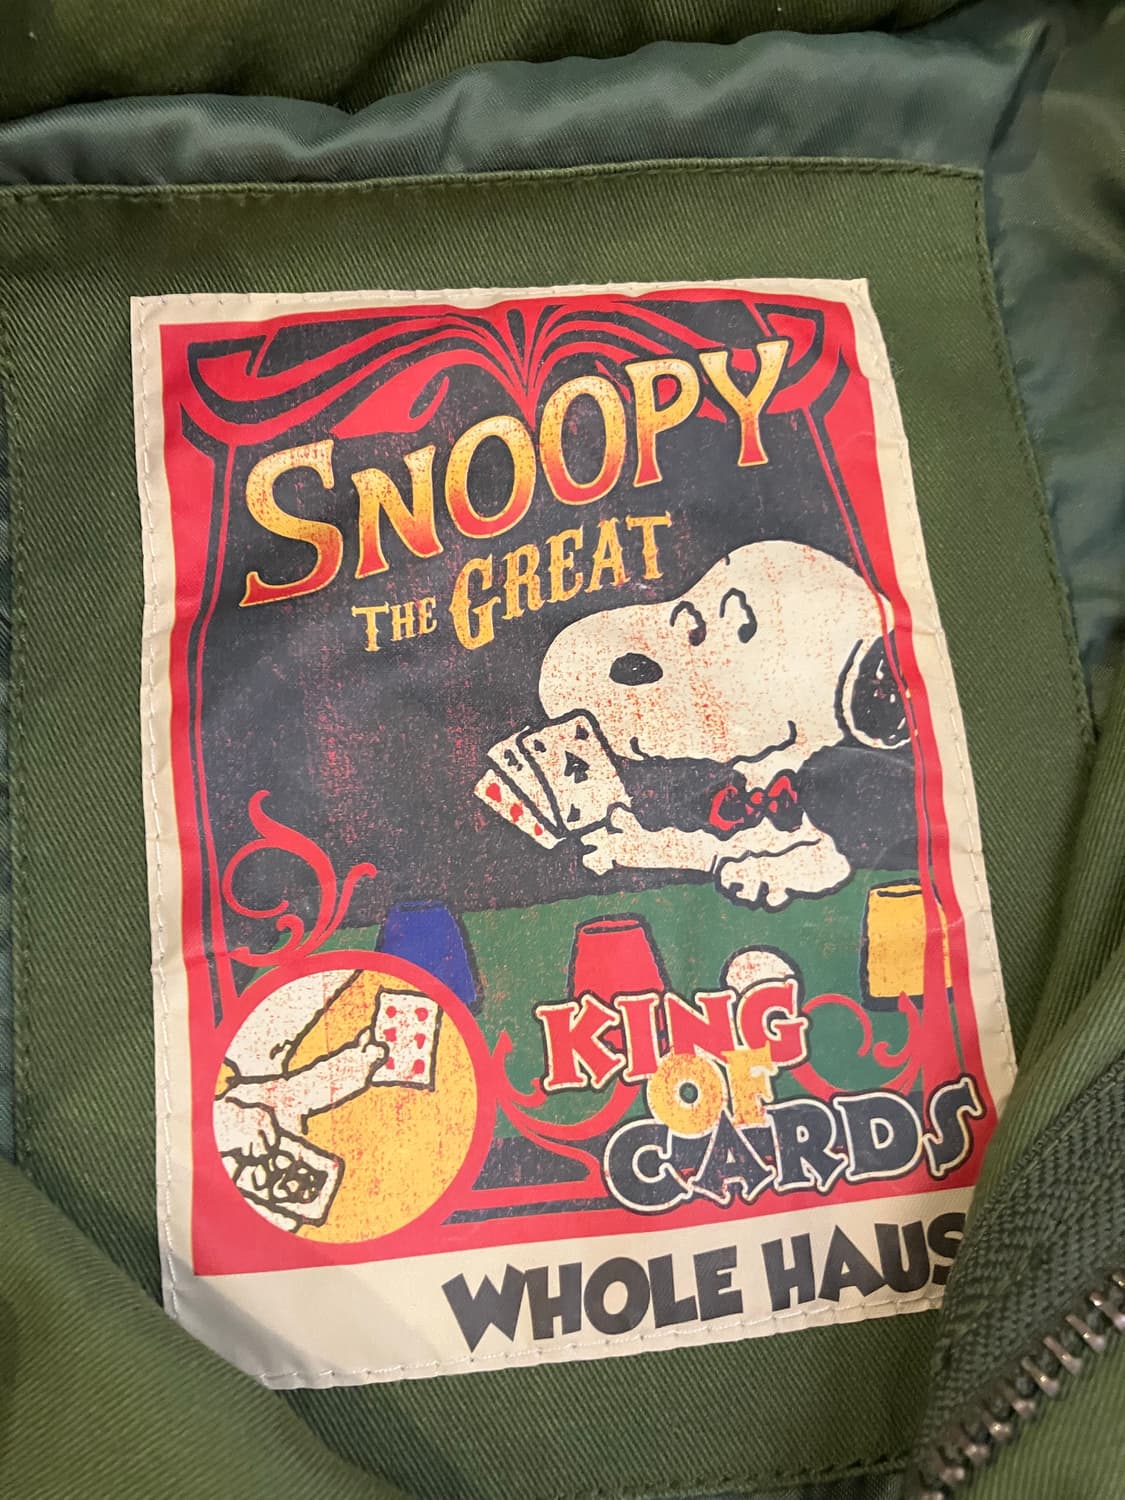 SNOOPY
THE GREAT
KING
OF
CARDS
WHOLE HAUS